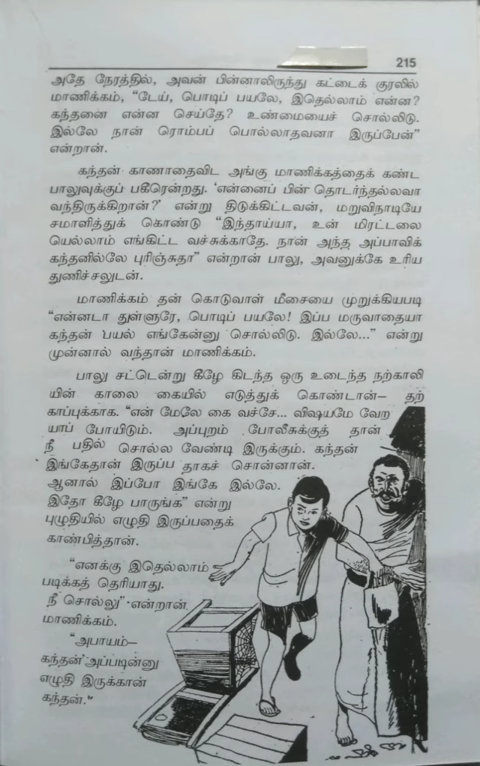 215
அதே நேரத்தில், அவன் பின்னாலிருந்து கட்டைக் குரலில்
மாணிக்கம், “டேய், பொடிப் பயலே, இதெல்லாம் என்ன?
கந்தனை என்ன செய்தே? உண்மையைச் சொல்லிடு.
இல்லே நான் ரொம்பப் பொல்லாதவனா இருப்பேன்”
என்றான்.
கந்தன் காணாதைவிட அங்கு மாணிக்கத்தைக் கண்ட
பாலுவுக்குப் பகீரென்றது. ‘என்னைப் பின் தொடர்ந்தல்லவா
வந்திருக்கிறான்?’ என்று திடுக்கிட்டவன், மறுவிநாடியே
சமாளித்துக் கொண்டு “இந்தாய்யா, உன் மிரட்டலை
யெல்லாம் எங்கிட்ட வச்சுக்காதே. நான் அந்த அப்பாவிக்
கந்தனில்லே புரிஞ்சுதா” என்றான் பாலு, அவனுக்கே உரிய
துணிச்சலுடன்.
மாணிக்கம் தன் கொடுவாள் மீசையை முறுக்கியபடி
“என்னடா துள்ளுரே, பொடிப் பயலே! இப்ப மருவாதையா
கந்தன் பயல் எங்கேன்னு சொல்லிடு. இல்லே...” என்று
முன்னால் வந்தான் மாணிக்கம்.
பாலு சட்டென்று கீழே கிடந்த ஒரு உடைந்த நற்காலி
யின் காலை கையில் எடுத்துக் கொண்டான்– தற்
காப்புக்காக. “என் மேலே கை வச்சே... விஷயமே வேற
யாப் போயிடும். அப்புறம் போலீசுக்குத் தான்
நீ பதில் சொல்ல வேண்டி இருக்கும். கந்தன்
இங்கேதான் இருப்ப தாகச் சொன்னான்.
ஆனால் இப்போ இங்கே இல்லே.
இதோ கீழே பாருங்க” என்று
புழுதியில் எழுதி இருப்பதைக்
காண்பித்தான்.
“எனக்கு இதெல்லாம்
படிக்கத் தெரியாது.
நீ சொல்லு” என்றான்
மாணிக்கம்.
“அபாயம்–
கந்தன்’ அப்படின்னு
எழுதி இருக்கான்
கந்தன்.”